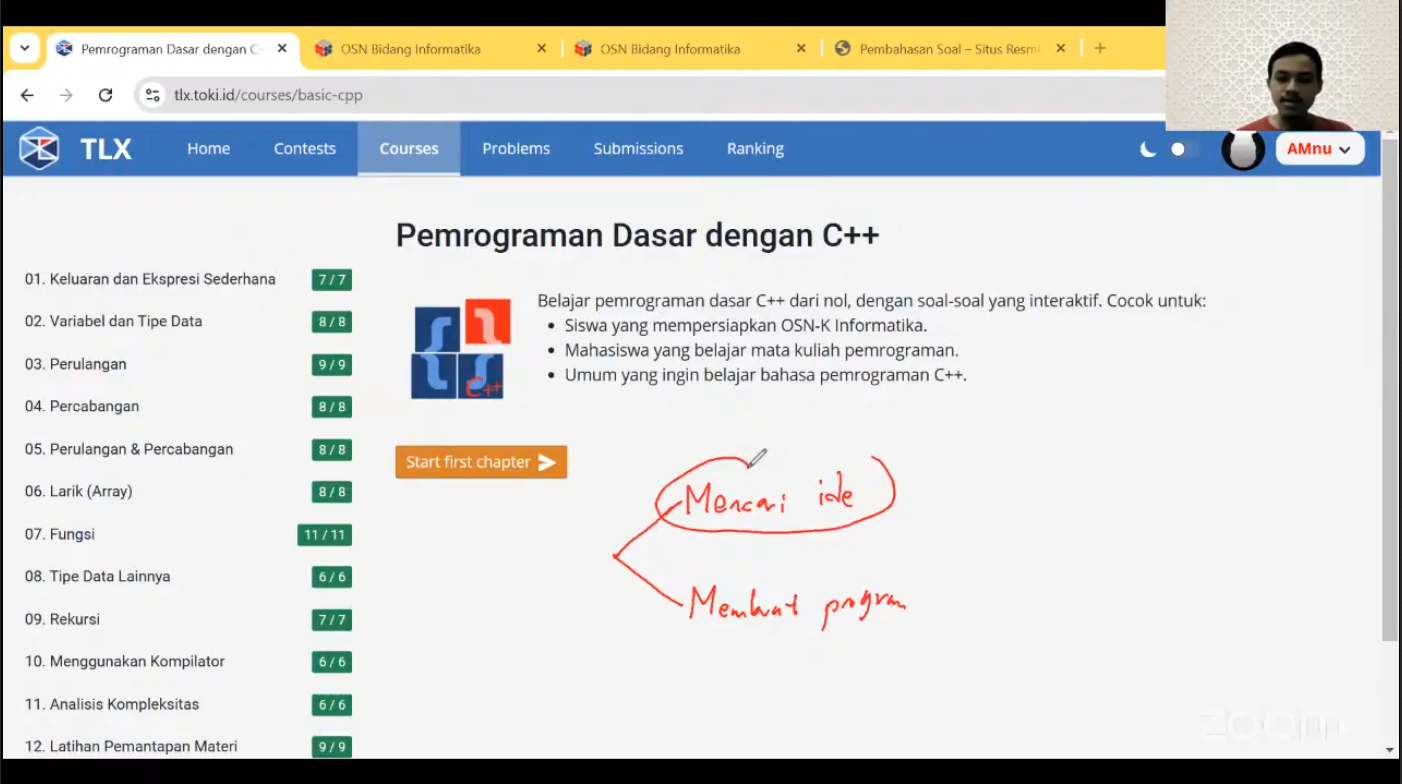 Pemrograman Dasar dengan C
OSN Bidang Informatika
OSN Bidang Informatika
Pembahasan Soal – Situs Resmi
tlx.toki.id/courses/basic-cpp
TLX
Home
Contests
Courses
Problems
Submissions
Ranking
AMnu
Pemrograman Dasar dengan C++
01. Keluaran dan Ekspresi Sederhana 7 / 7
02. Variabel dan Tipe Data 8 / 8
03. Perulangan 9 / 9
04. Percabangan 8 / 8
05. Perulangan & Percabangan 8 / 8
06. Larik (Array) 8 / 8
07. Fungsi 11 / 11
08. Tipe Data Lainnya 6 / 6
09. Rekursi 7 / 7
10. Menggunakan Kompilator 6 / 6
11. Analisis Kompleksitas 6 / 6
12. Latihan Pemantapan Materi 9 / 9
C++
Belajar pemrograman dasar C++ dari nol, dengan soal-soal yang interaktif. Cocok untuk:
• Siswa yang mempersiapkan OSN-K Informatika.
• Mahasiswa yang belajar mata kuliah pemrograman.
• Umum yang ingin belajar bahasa pemrograman C++.
Start first chapter
Mencari ide
Membuat program
zoom